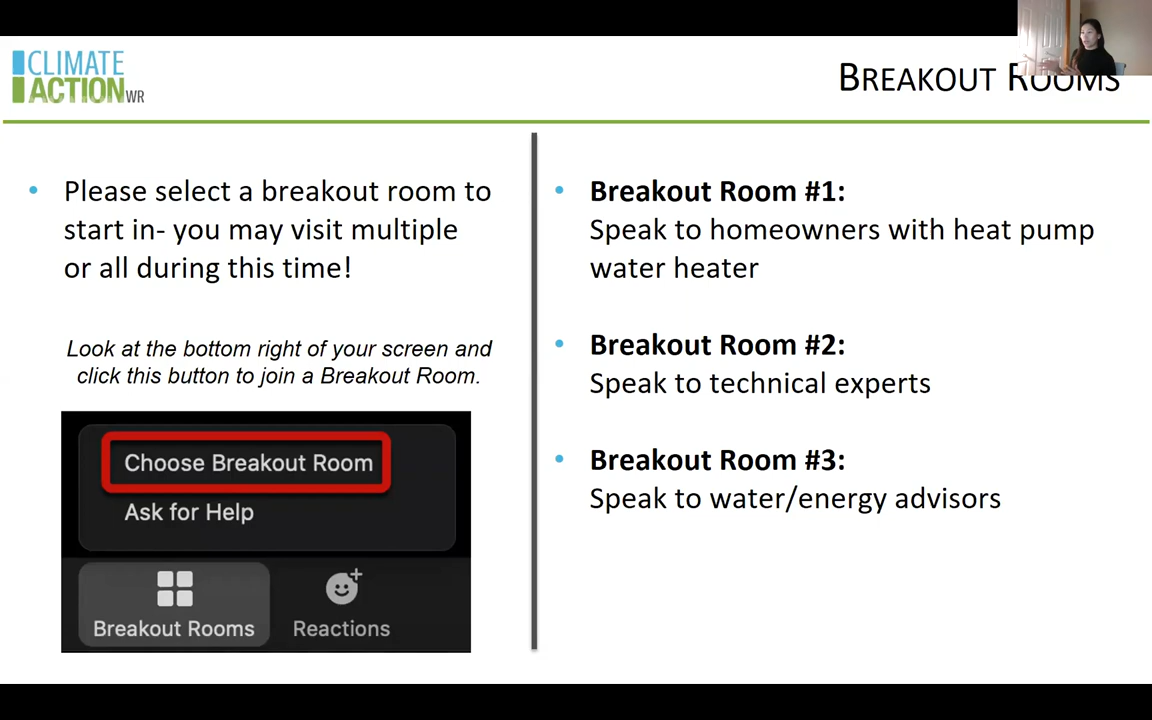 CLIMATE
ACTIONWR
BREAKOUT ROOMS
• Please select a breakout room to
start in- you may visit multiple
or all during this time!
Look at the bottom right of your screen and
click this button to join a Breakout Room.
Choose Breakout Room
Ask for Help
Breakout Rooms
Reactions
• Breakout Room #1:
Speak to homeowners with heat pump
water heater
• Breakout Room #2:
Speak to technical experts
• Breakout Room #3:
Speak to water/energy advisors